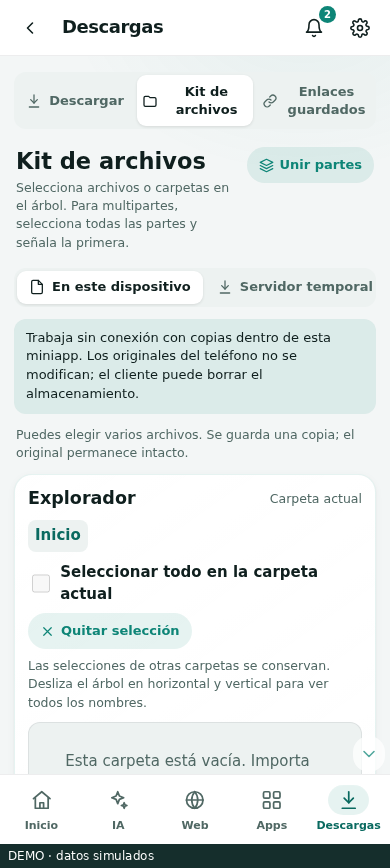 Descargas
2
Descargar
Kit de
archivos
Enlaces
guardados
Kit de archivos
Unir partes
Selecciona archivos o carpetas en
el árbol. Para multipartes,
selecciona todas las partes y
señala la primera.
En este dispositivo
Servidor temporal
Trabaja sin conexión con copias dentro de esta
miniapp. Los originales del teléfono no se
modifican; el cliente puede borrar el
almacenamiento.
Puedes elegir varios archivos. Se guarda una copia; el
original permanece intacto.
Explorador
Carpeta actual
Inicio
Seleccionar todo en la carpeta
actual
Quitar selección
Las selecciones de otras carpetas se conservan.
Desliza el árbol en horizontal y vertical para ver
todos los nombres.
Esta carpeta está vacía. Importa
Inicio
IA
Web
Apps
Descargas
DEMO · datos simulados